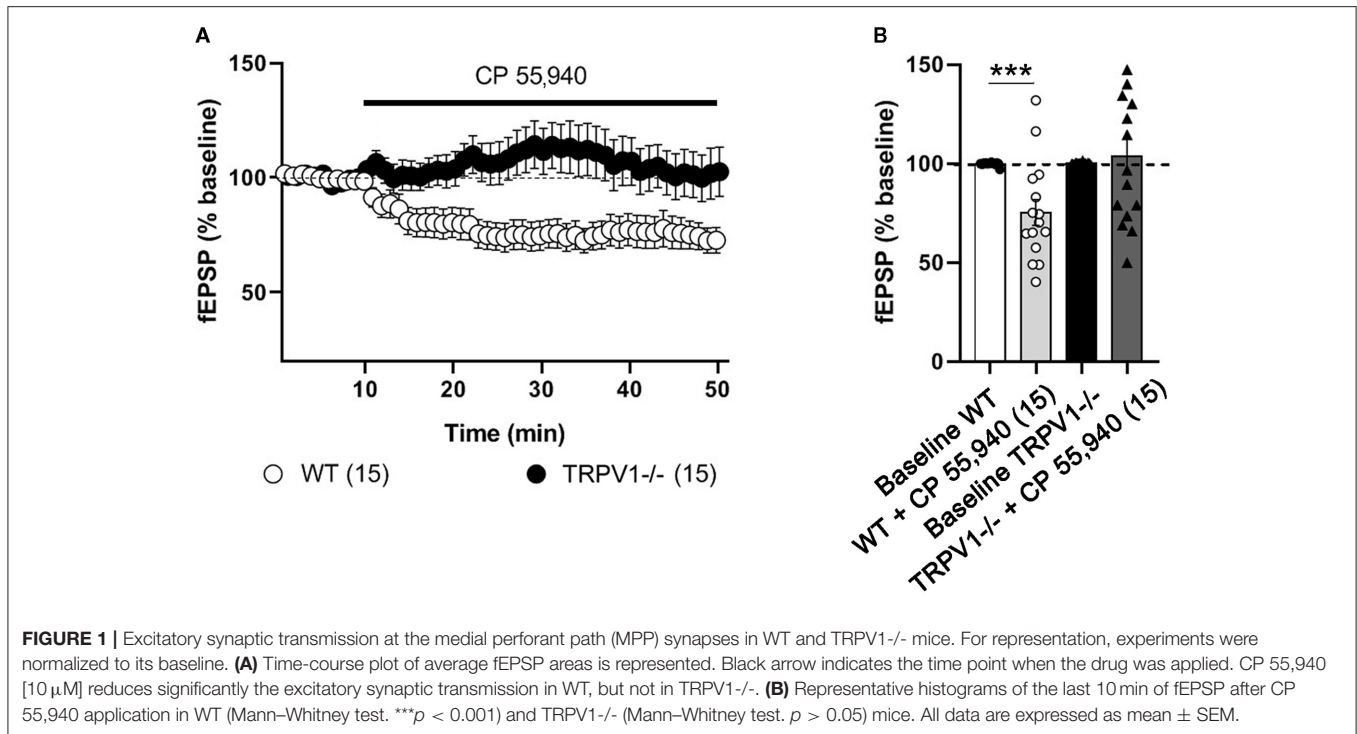 A
150
100
50
fEPSP (% baseline)
CP 55,940
10
20
30
40
50
Time (min)
WT (15)
TRPV1-/- (15)
B
150
100
50
0
fEPSP (% baseline)
***
Baseline WT
WT + CP 55,940 (15)
Baseline TRPV1-/-
TRPV1-/- + CP 55,940 (15)
FIGURE 1 | Excitatory synaptic transmission at the medial perforant path (MPP) synapses in WT and TRPV1-/- mice. For representation, experiments were
normalized to its baseline. (A) Time-course plot of average fEPSP areas is represented. Black arrow indicates the time point when the drug was applied. CP 55,940
[10 μM] reduces significantly the excitatory synaptic transmission in WT, but not in TRPV1-/-. (B) Representative histograms of the last 10 min of fEPSP after CP
55,940 application in WT (Mann–Whitney test. ***p < 0.001) and TRPV1-/- (Mann–Whitney test. p > 0.05) mice. All data are expressed as mean ± SEM.